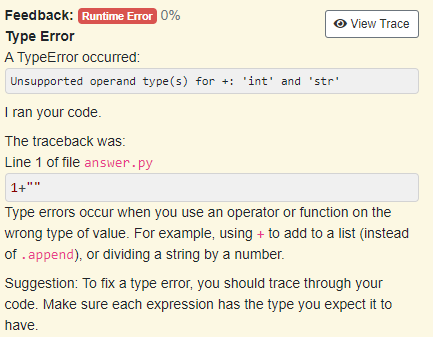 Feedback: Runtime Error 0%
View Trace
Type Error
A TypeError occurred:
Unsupported operand type(s) for +: 'int' and 'str'
I ran your code.
The traceback was:
Line 1 of file answer.py
1+""
Type errors occur when you use an operator or function on the
wrong type of value. For example, using + to add to a list (instead
of .append), or dividing a string by a number.
Suggestion: To fix a type error, you should trace through your
code. Make sure each expression has the type you expect it to
have.